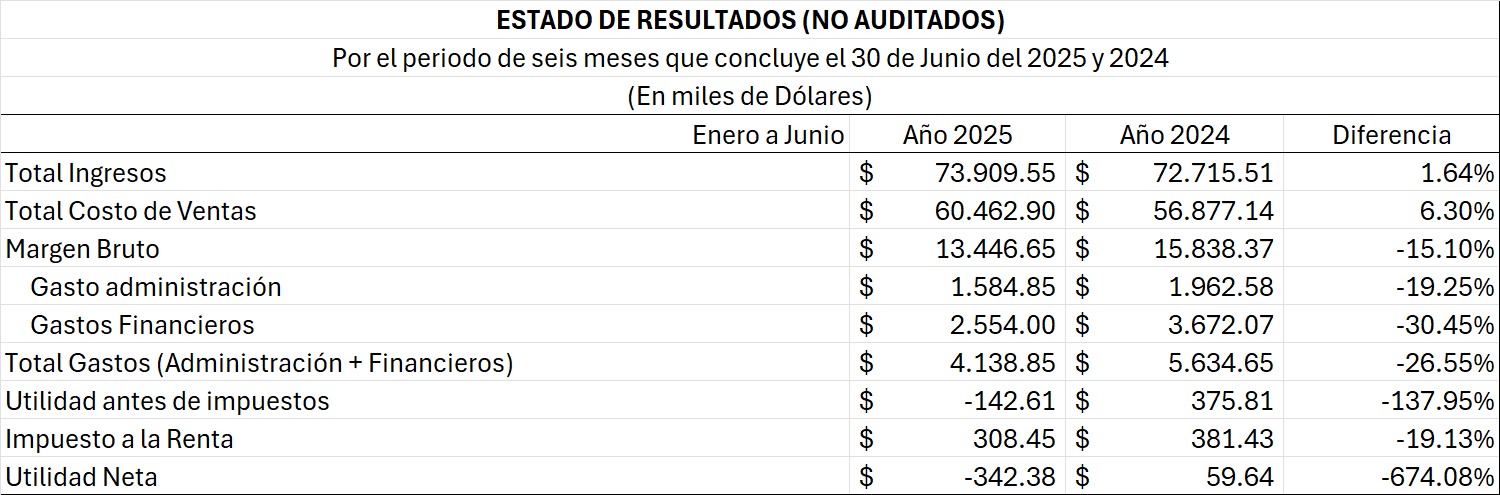 ESTADO DE RESULTADOS (NO AUDITADOS)
Por el periodo de seis meses que concluye el 30 de Junio del 2025 y 2024
(En miles de Dólares)
Enero a Junio Año 2025 Año 2024 Diferencia
Total Ingresos $ 73.909.55 $ 72.715.51 1.64%
Total Costo de Ventas $ 60.462.90 $ 56.877.14 6.30%
Margen Bruto $ 13.446.65 $ 15.838.37 -15.10%
Gasto administración $ 1.584.85 $ 1.962.58 -19.25%
Gastos Financieros $ 2.554.00 $ 3.672.07 -30.45%
Total Gastos (Administración + Financieros) $ 4.138.85 $ 5.634.65 -26.55%
Utilidad antes de impuestos $ -142.61 $ 375.81 -137.95%
Impuesto a la Renta $ 308.45 $ 381.43 -19.13%
Utilidad Neta $ -342.38 $ 59.64 -674.08%